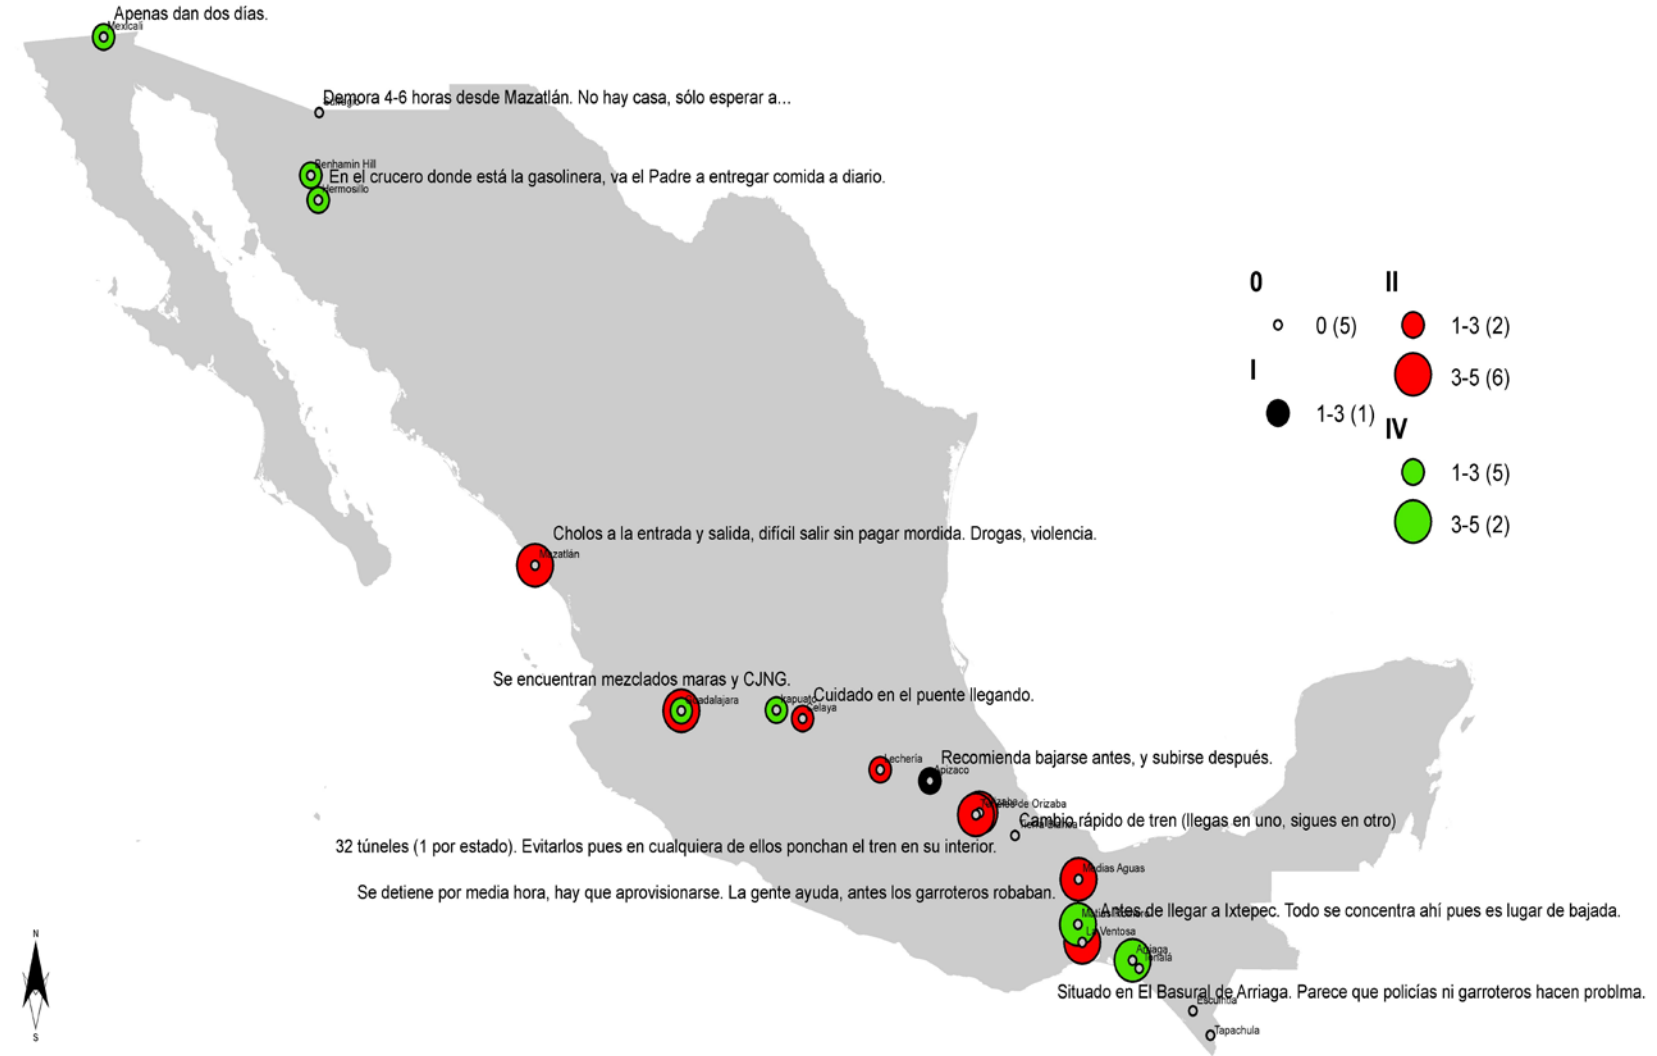 Apenas dan dos días.
Mexicali
Demora 4-6 horas desde Mazatlán. No hay casa, sólo esperar a...
Benhamin Hill
En el crucero donde está la gasolinera, va el Padre a entregar comida a diario.
Hermosillo
0
II
0 (5)
1-3 (2)
I
3-5 (6)
1-3 (1)
IV
1-3 (5)
3-5 (2)
Cholos a la entrada y salida, difícil salir sin pagar mordida. Drogas, violencia.
Mazatlán
Se encuentran mezclados maras y CJNG.
Guadalajara
Irapuato
Cuidado en el puente llegando.
Celaya
Lechería
Recomienda bajarse antes, y subirse después.
Apizaco
de Orizaba
Cambio rápido de tren (llegas en uno, sigues en otro)
Tierra Blanca
32 túneles (1 por estado). Evitarlos pues en cualquiera de ellos ponchan el tren en su interior.
Medias Aguas
Se detiene por media hora, hay que aprovisionarse. La gente ayuda, antes los garroteros robaban.
Antes de llegar a Ixtepec. Todo se concentra ahí pues es lugar de bajada.
Matías Romero
La Ventosa
Arriaga
Tonalá
Situado en El Basural de Arriaga. Parece que policías ni garroteros hacen problma.
Escuintla
Tapachula
N
S